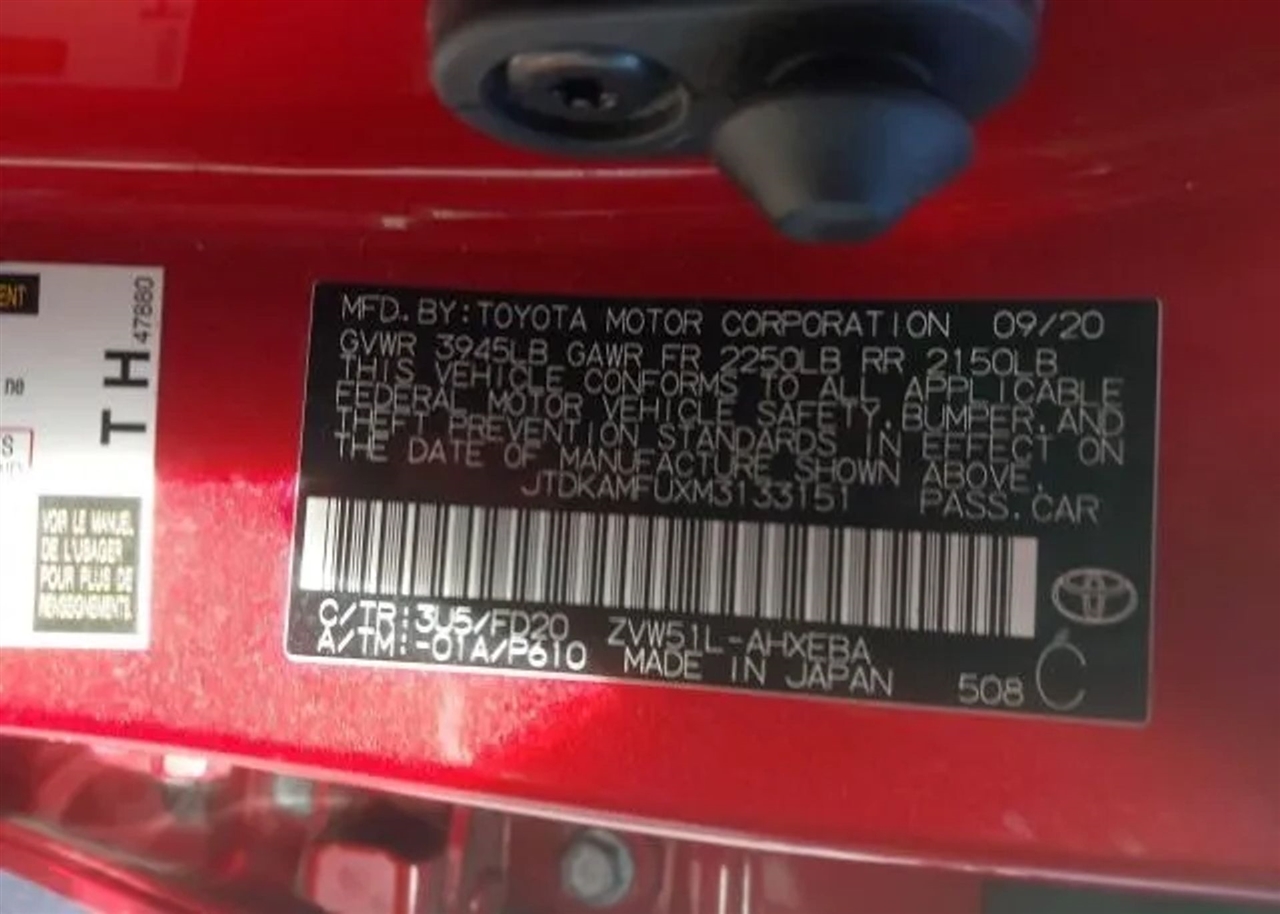 ENT
ne
S
TH 47880
VOIR LE MANUEL
DE L'USAGER
POUR PLUS DE
RENSEIGNEMENTS.
MFD. BY: TOYOTA MOTOR CORPORATION 09/20
GVWR 3945LB GAWR FR 2250LB RR 2150LB
THIS VEHICLE CONFORMS TO ALL APPLICABLE
FEDERAL MOTOR VEHICLE SAFETY, BUMPER, AND
THEFT PREVENTION STANDARDS IN EFFECT ON
THE DATE OF MANUFACTURE SHOWN ABOVE.
JTDKAMFUXM3133151 PASS. CAR
C/TR: 3U5/FD20 ZVW51L-AHXEBA
A/TM:-01A/P610 MADE IN JAPAN 508 C